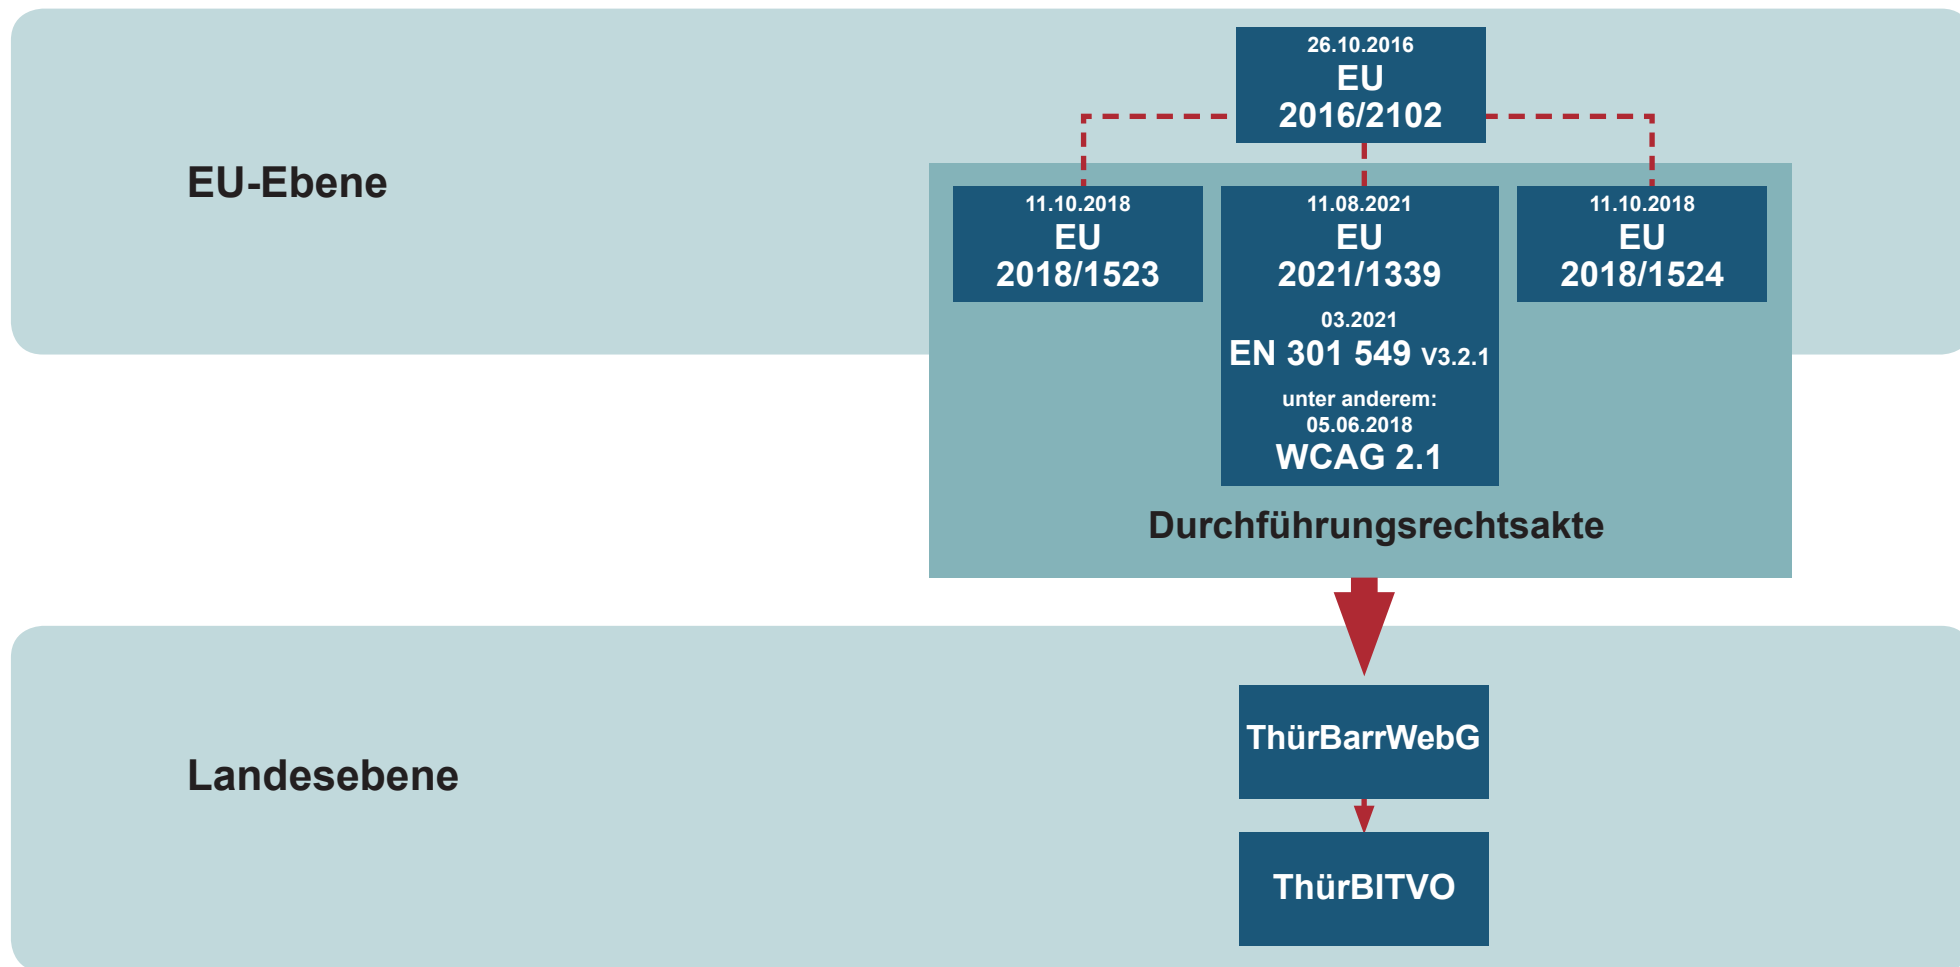 26.10.2016
EU
2016/2102
EU-Ebene
11.10.2018
EU
2018/1523
11.08.2021
EU
2021/1339
03.2021
EN 301 549 V3.2.1
unter anderem:
05.06.2018
WCAG 2.1
11.10.2018
EU
2018/1524
Durchführungsrechtsakte
Landesebene
ThürBarrWebG
ThürBITVO